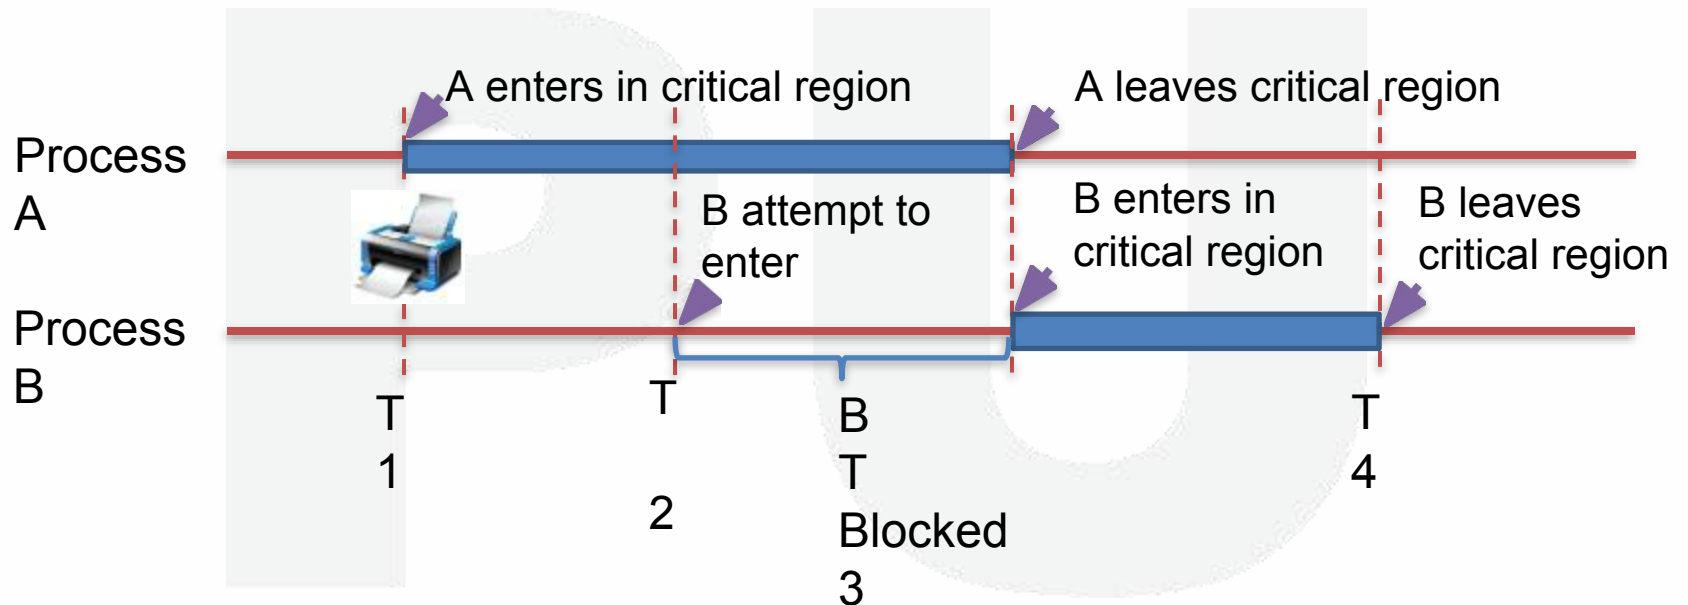 A enters in critical region
A leaves critical region
Process
A
B attempt to
enter
B enters in
critical region
B leaves
critical region
Process
B
T
1
T
2
B
T
Blocked
3
T
4